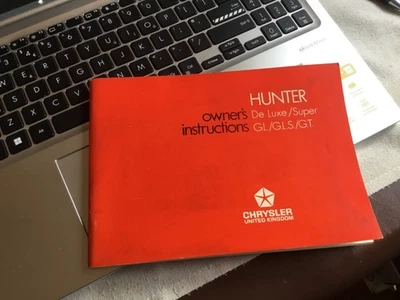 HUNTER
owner's De Luxe/Super
instructions GL/GLS/GT.
CHRYSLER
UNITED KINGDOM